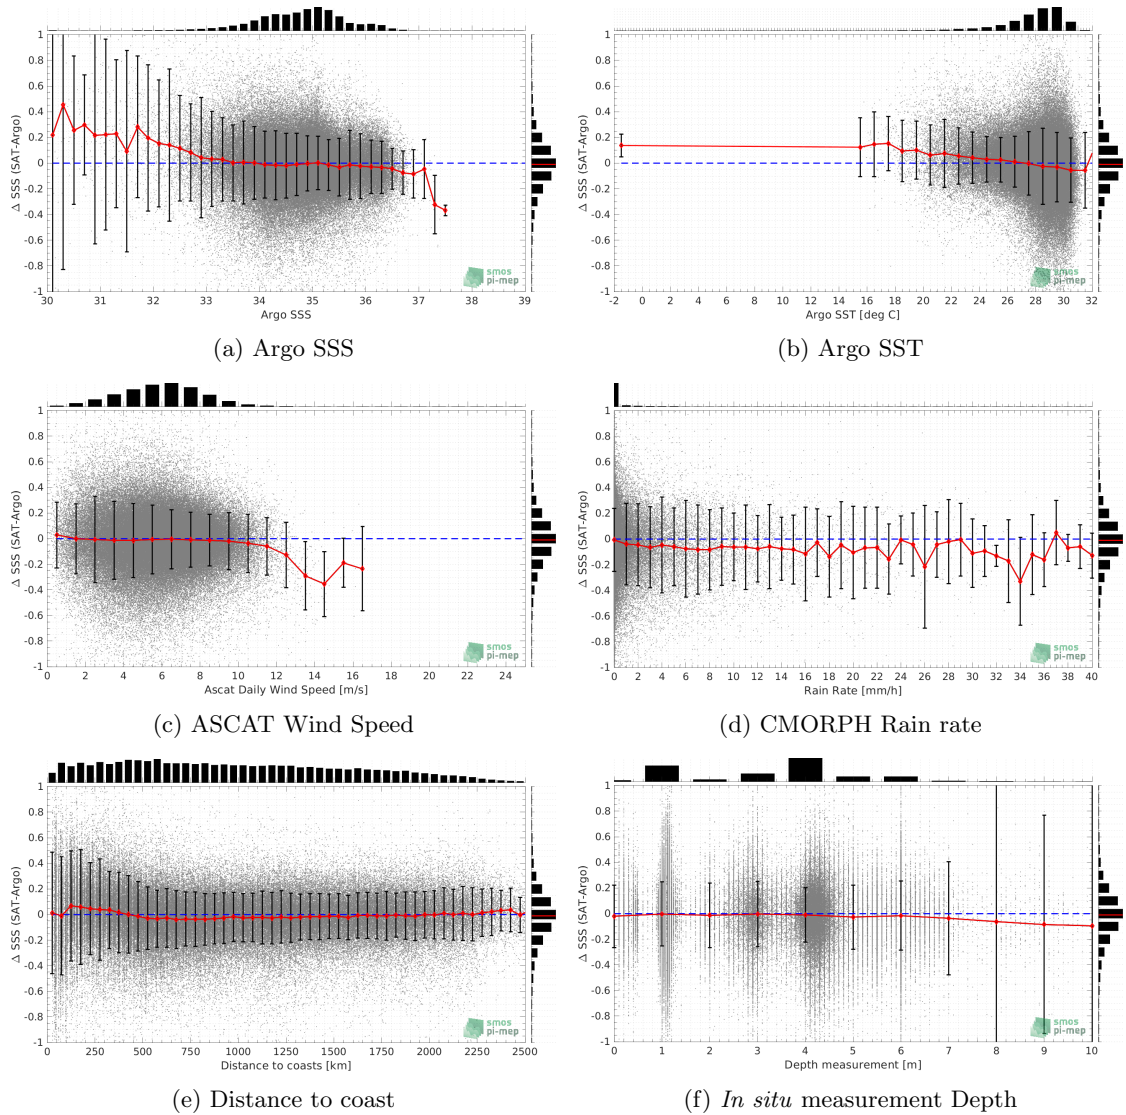 1
0.8
0.6
0.4
0.2
0
-0.2
-0.4
-0.6
-0.8
-1
Δ SSS (SAT-Argo)
30 31 32 33 34 35 36 37 38 39
Argo SSS
smos
pi-mep
(a) Argo SSS
1
0.8
0.6
0.4
0.2
0
-0.2
-0.4
-0.6
-0.8
-1
Δ SSS (SAT-Argo)
-2 0 2 4 6 8 10 12 14 16 18 20 22 24 26 28 30 32
Argo SST [deg C]
smos
pi-mep
(b) Argo SST
1
0.8
0.6
0.4
0.2
0
-0.2
-0.4
-0.6
-0.8
-1
Δ SSS (SAT-Argo)
0 2 4 6 8 10 12 14 16 18 20 22 24
Ascat Daily Wind Speed [m/s]
smos
pi-mep
(c) ASCAT Wind Speed
1
0.8
0.6
0.4
0.2
0
-0.2
-0.4
-0.6
-0.8
-1
Δ SSS (SAT-Argo)
0 2 4 6 8 10 12 14 16 18 20 22 24 26 28 30 32 34 36 38 40
Rain Rate [mm/h]
smos
pi-mep
(d) CMORPH Rain rate
1
0.8
0.6
0.4
0.2
0
-0.2
-0.4
-0.6
-0.8
-1
Δ SSS (SAT-Argo)
0 250 500 750 1000 1250 1500 1750 2000 2250 2500
Distance to coasts [km]
smos
pi-mep
(e) Distance to coast
1
0.8
0.6
0.4
0.2
0
-0.2
-0.4
-0.6
-0.8
-1
Δ SSS (SAT-Argo)
0 1 2 3 4 5 6 7 8 9 10
Depth measurement [m]
smos
pi-mep
(f) In situ measurement Depth